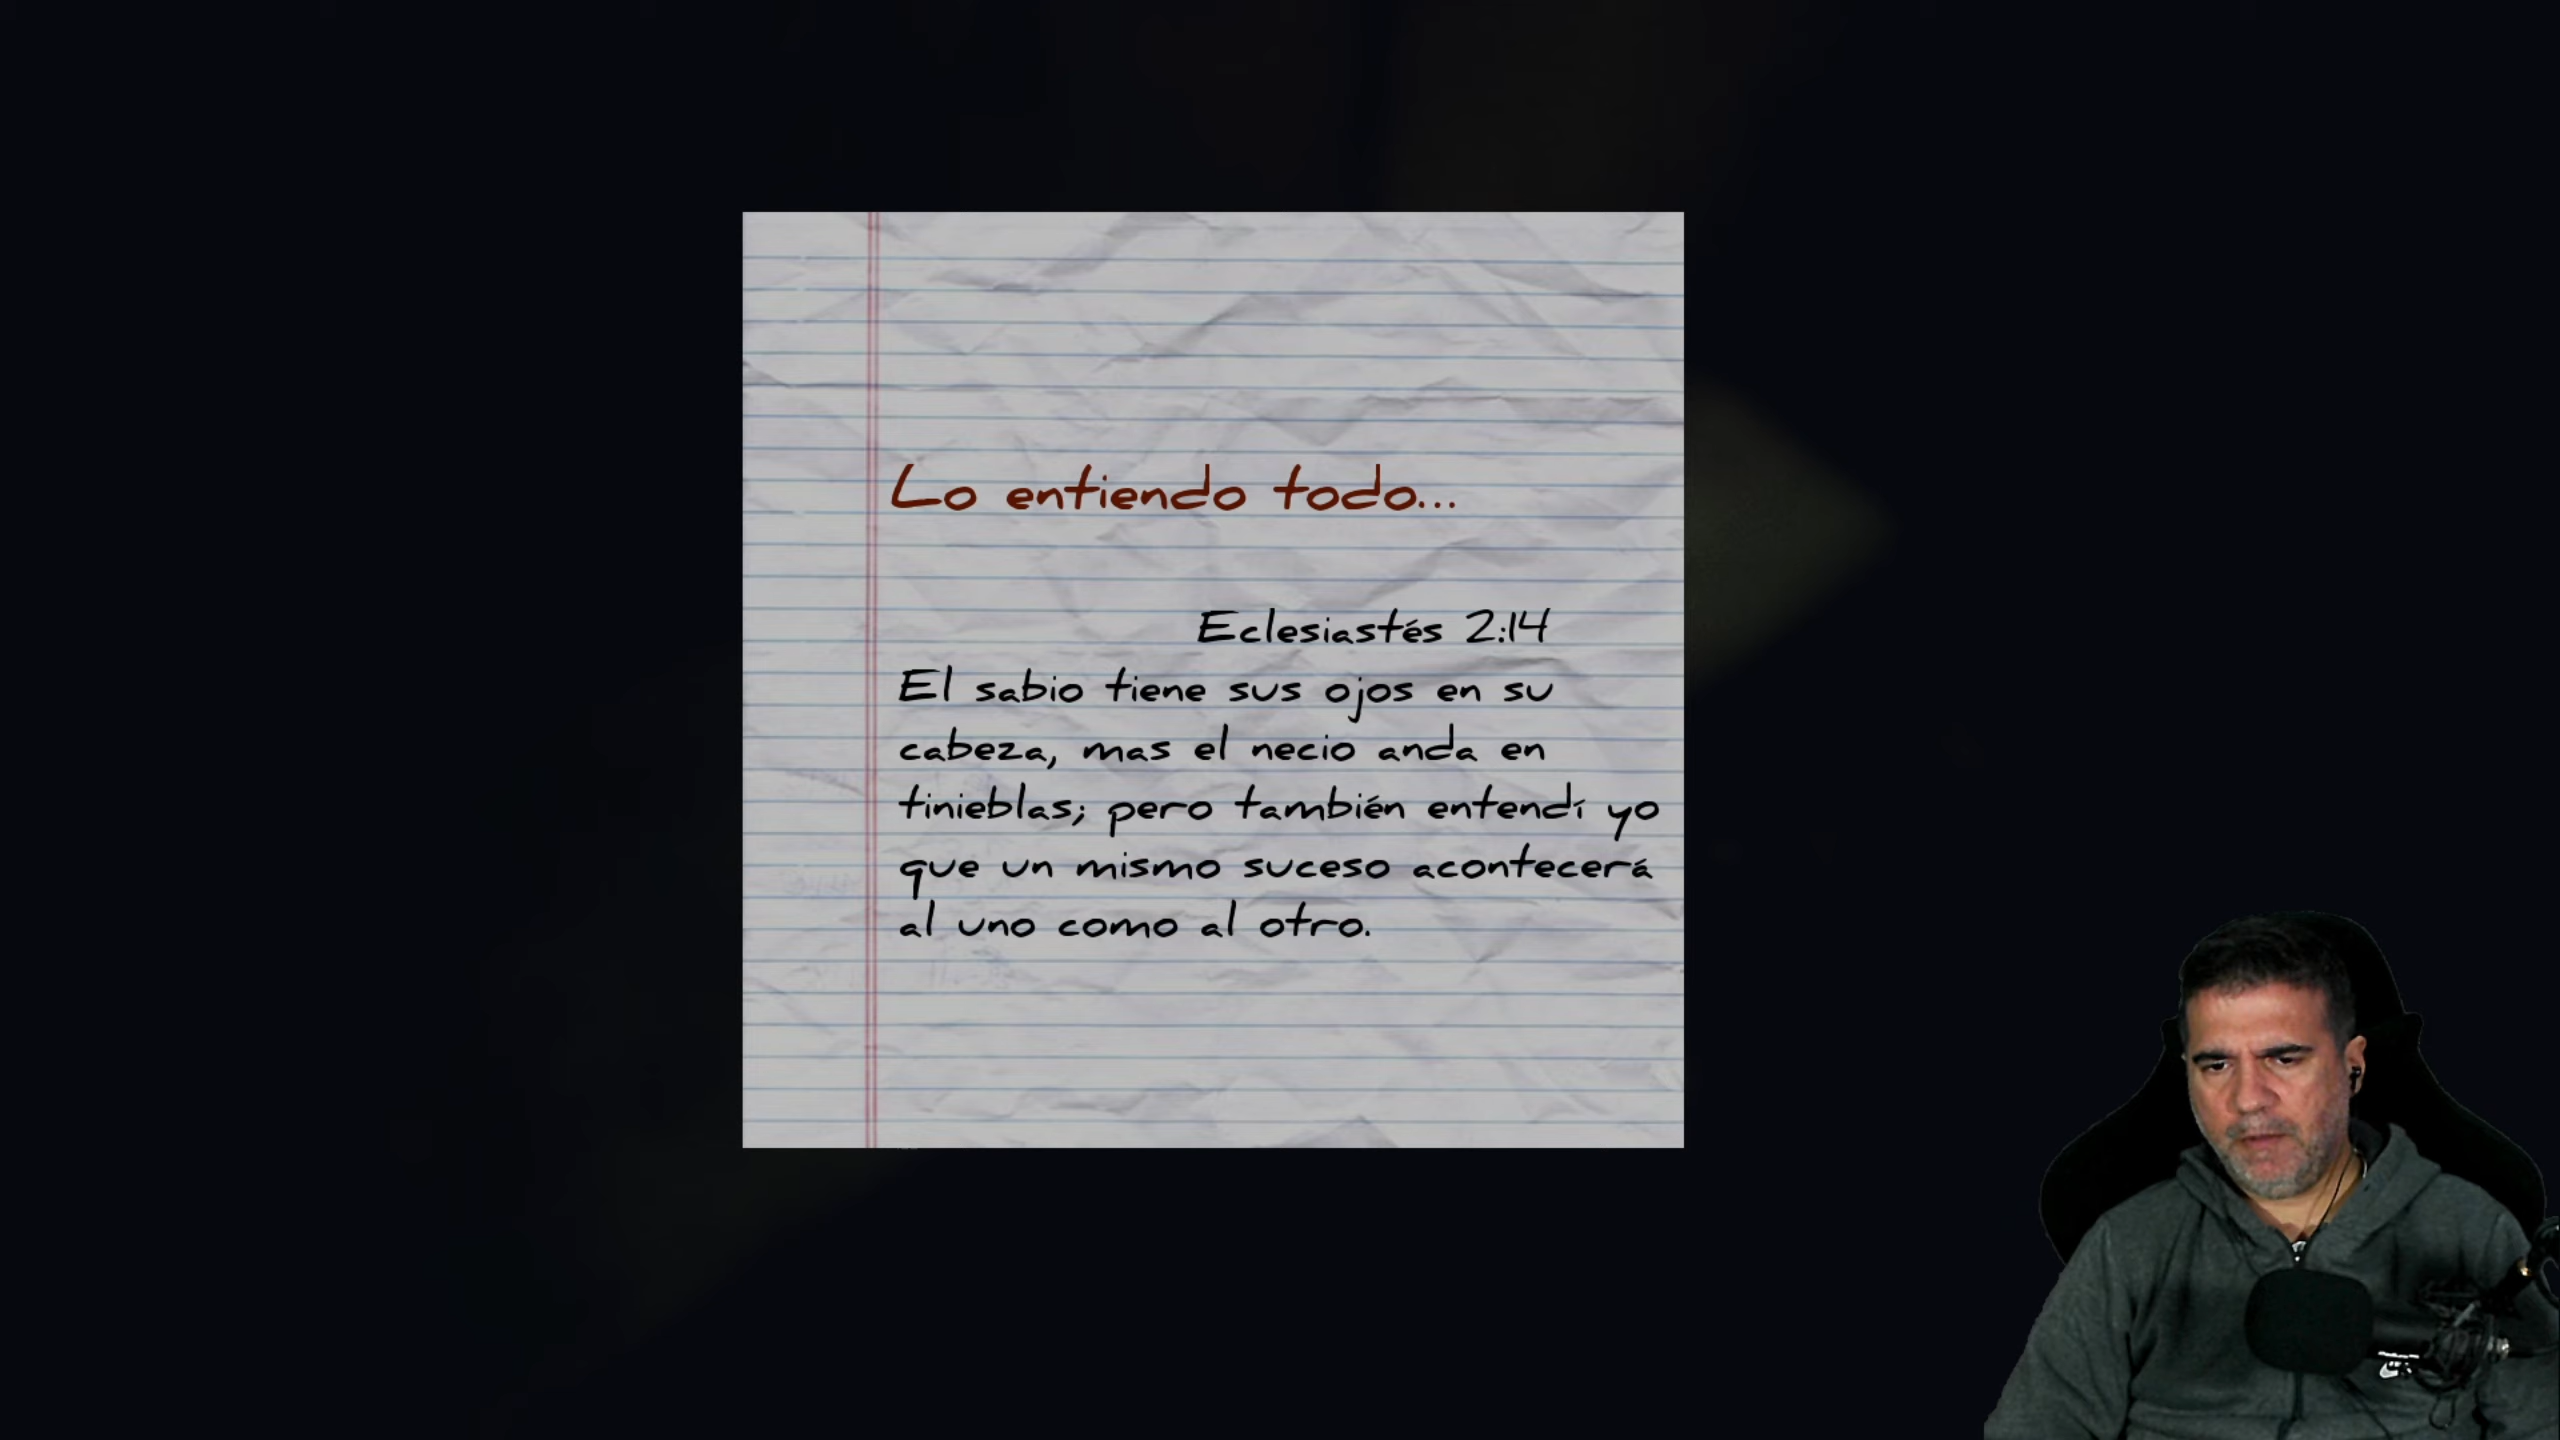 Lo entiendo todo...
Eclesiastés 2:14
El sabio tiene sus ojos en su
cabeza, mas el necio anda en
tinieblas; pero también entendí yo
que un mismo suceso acontecerá
al uno como al otro.